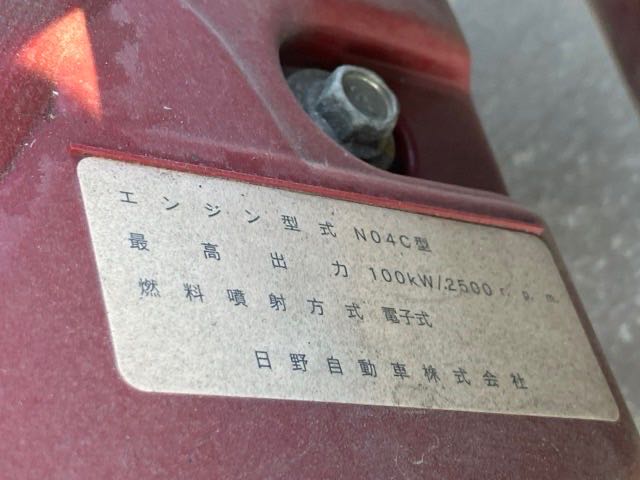 エンジン型式 N04C型
最高出力 100kW/2500r.p.m.
燃料噴射方式 電子式
日野自動車株式会社